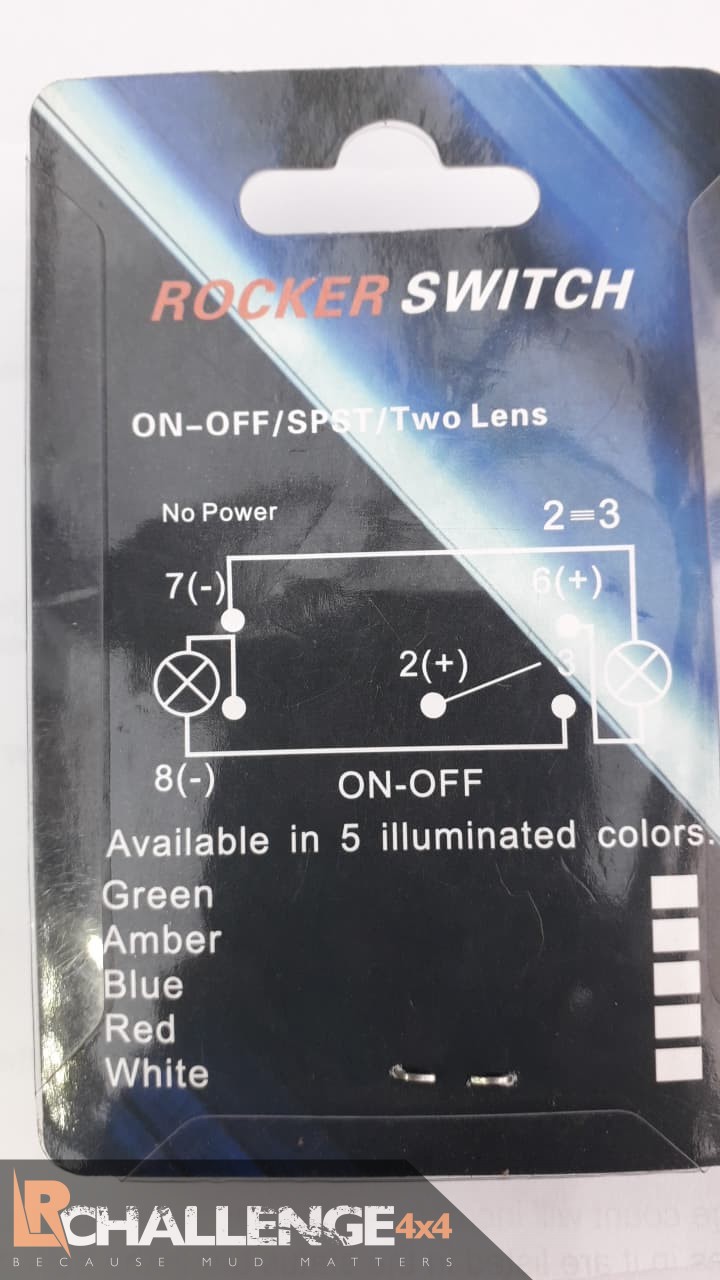 ROCKER SWITCH
ON-OFF/SPST/Two Lens
No Power 2≡3
7(-) 6(+)
2(+) 3
8(-) ON-OFF
Available in 5 illuminated colors.
Green
Amber
Blue
Red
White
LRCHALLENGE4x4
BECAUSE MUD MATTERS